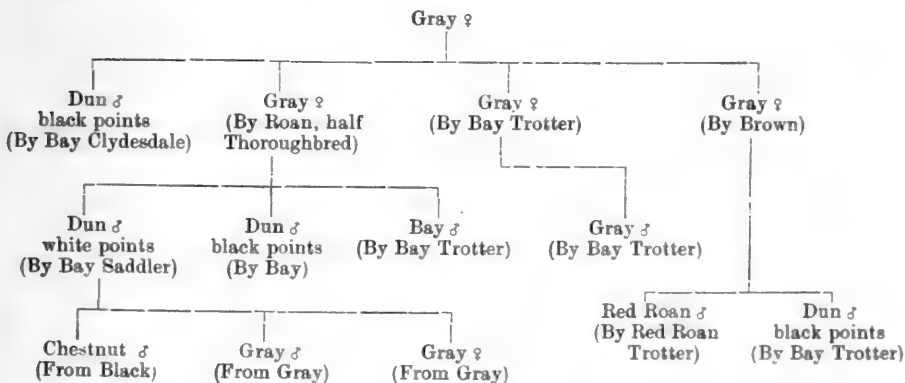 Gray ♀
Dun ♂
black points
(By Bay Clydesdale)
Gray ♀
(By Roan, half
Thoroughbred)
Gray ♀
(By Bay Trotter)
Gray ♀
(By Brown)
Dun ♂
white points
(By Bay Saddler)
Dun ♂
black points
(By Bay)
Bay ♂
(By Bay Trotter)
Gray ♂
(By Bay Trotter)
Chestnut ♂
(From Black)
Gray ♂
(From Gray)
Gray ♀
(From Gray)
Red Roan ♂
(By Red Roan
Trotter)
Dun ♂
black points
(By Bay Trotter)